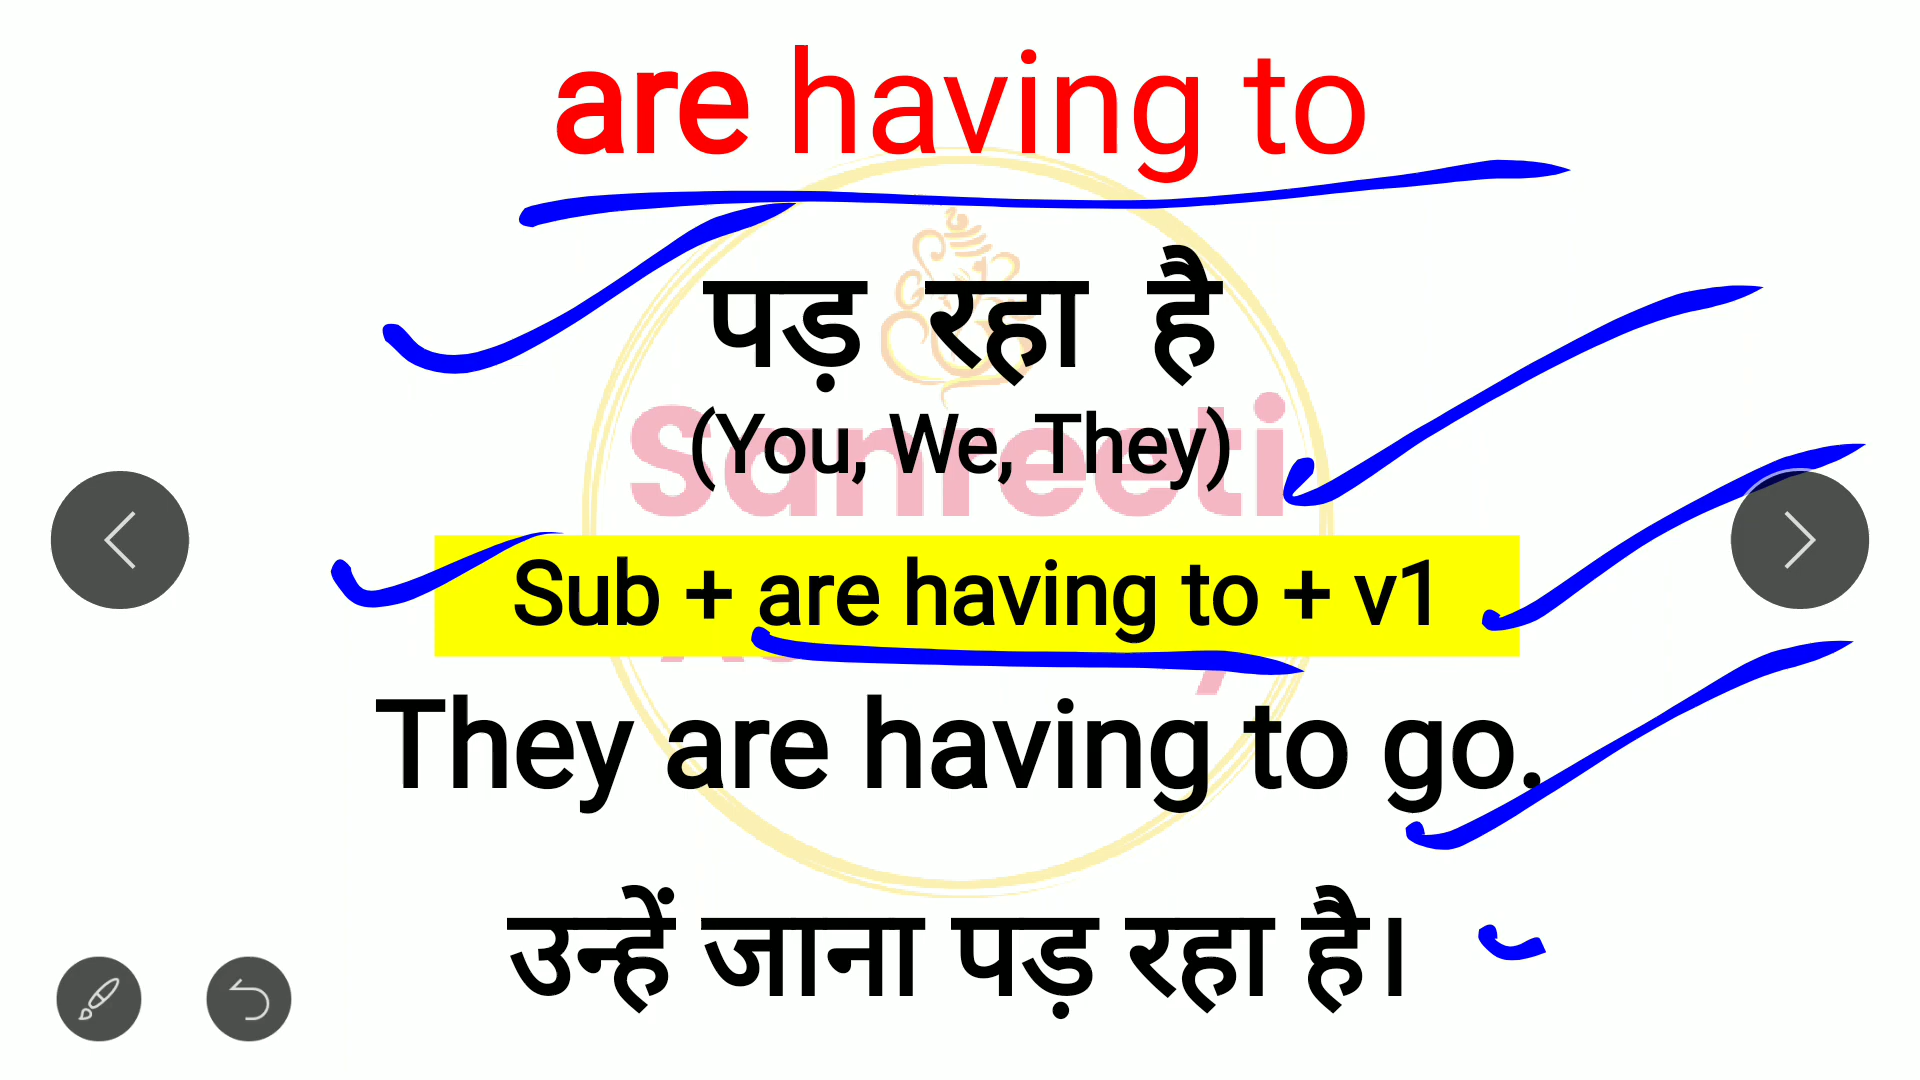 are having to
पड़ रहा है
Sanreeti
(You, We, They)
Sub + are having to + v1
They are having to go.
उन्हें जाना पड़ रहा है।